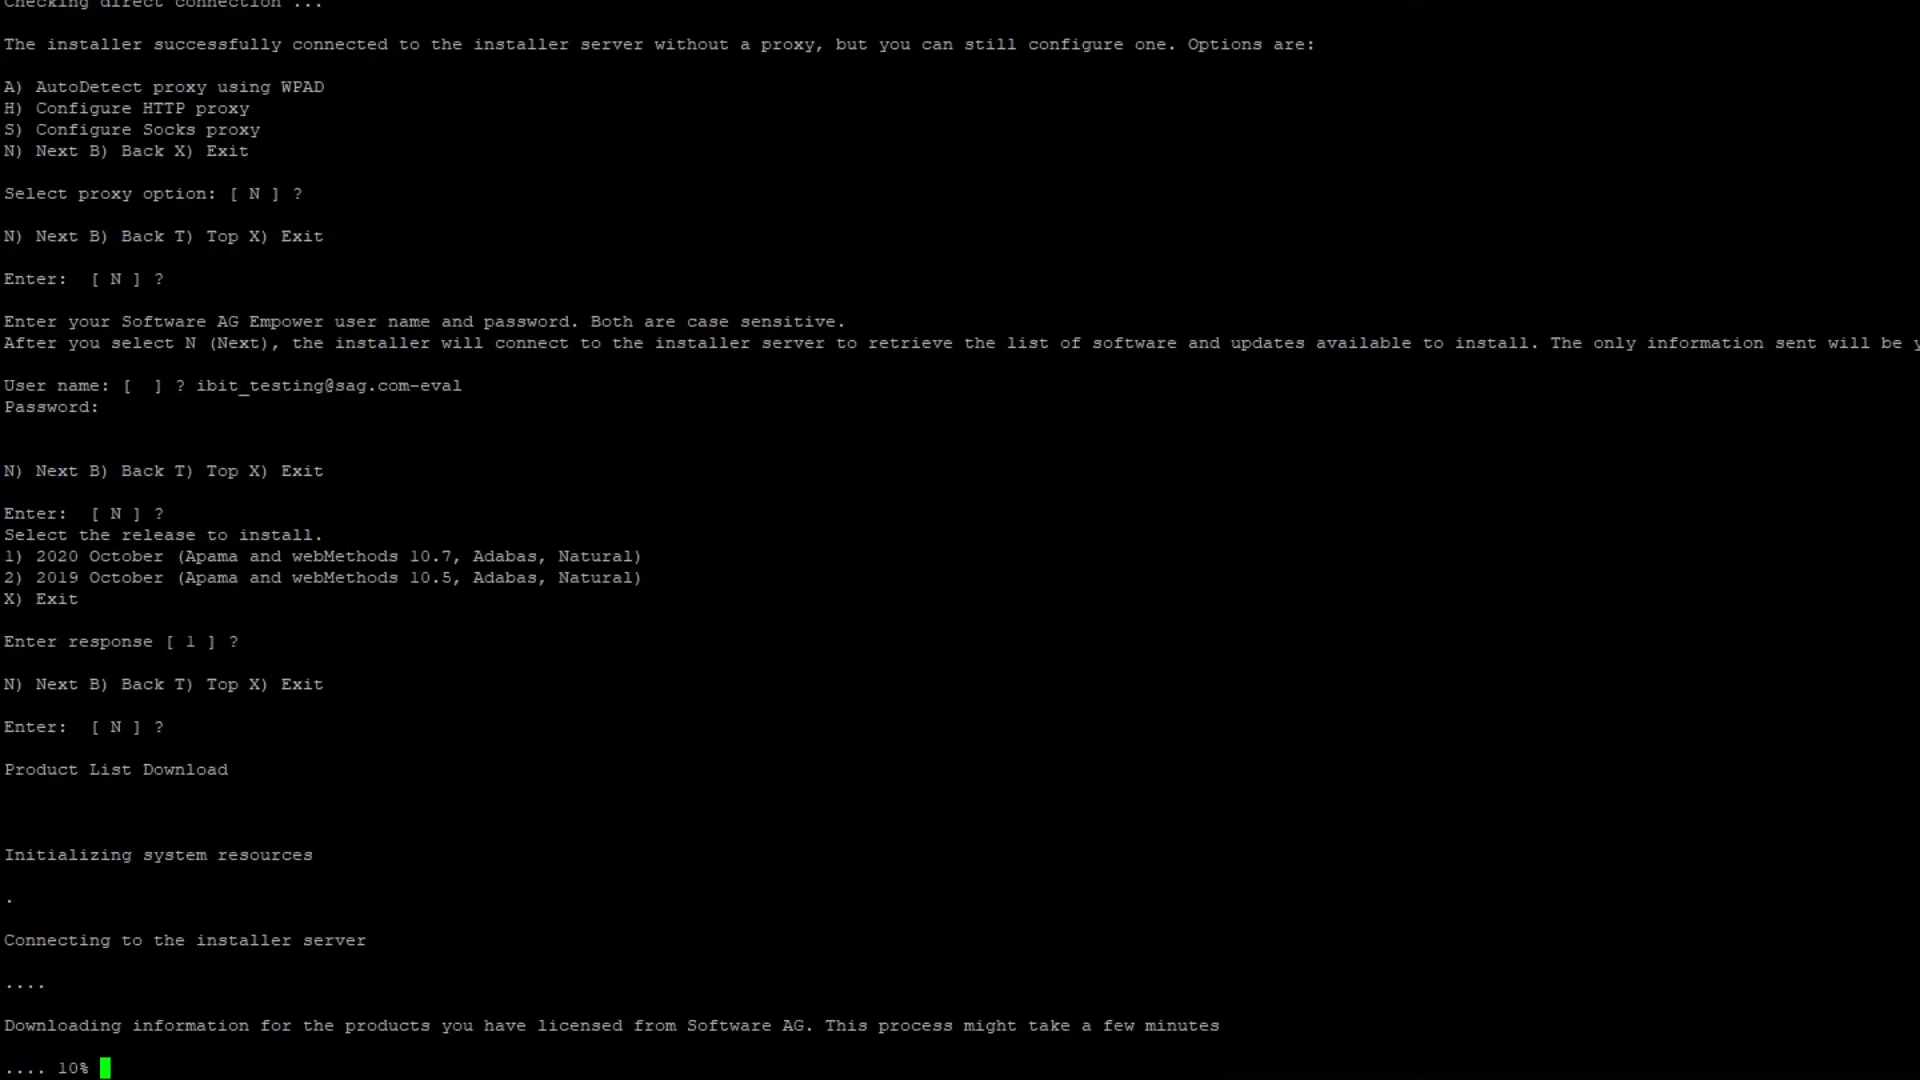 Checking direct connection ...
The installer successfully connected to the installer server without a proxy, but you can still configure one. Options are:
A) AutoDetect proxy using WPAD
H) Configure HTTP proxy
S) Configure Socks proxy
N) Next B) Back X) Exit
Select proxy option: [ N ] ?
N) Next B) Back T) Top X) Exit
Enter:  [ N ] ?
Enter your Software AG Empower user name and password. Both are case sensitive.
After you select N (Next), the installer will connect to the installer server to retrieve the list of software and updates available to install. The only information sent will be
User name: [  ] ? ibit_testing@sag.com-eval
Password:
N) Next B) Back T) Top X) Exit
Enter:  [ N ] ?
Select the release to install.
1) 2020 October (Apama and webMethods 10.7, Adabas, Natural)
2) 2019 October (Apama and webMethods 10.5, Adabas, Natural)
X) Exit
Enter response [ 1 ] ?
N) Next B) Back T) Top X) Exit
Enter:  [ N ] ?
Product List Download
Initializing system resources
.
Connecting to the installer server
....
Downloading information for the products you have licensed from Software AG. This process might take a few minutes
.... 10%